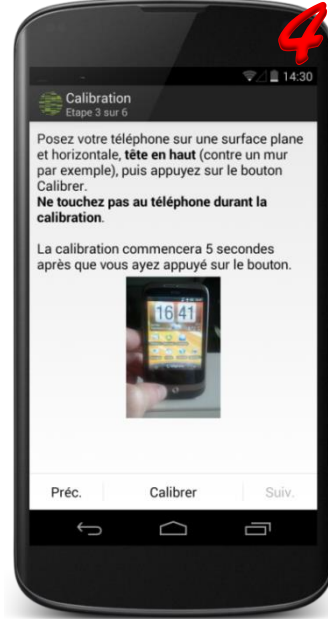 4
14:30
Calibration
Etape 3 sur 6
Posez votre téléphone sur une surface plane
et horizontale, tête en haut (contre un mur
par exemple), puis appuyez sur le bouton
Calibrer.
Ne touchez pas au téléphone durant la
calibration.
La calibration commencera 5 secondes
après que vous ayez appuyé sur le bouton.
16 41
Préc.
Calibrer
Suiv.